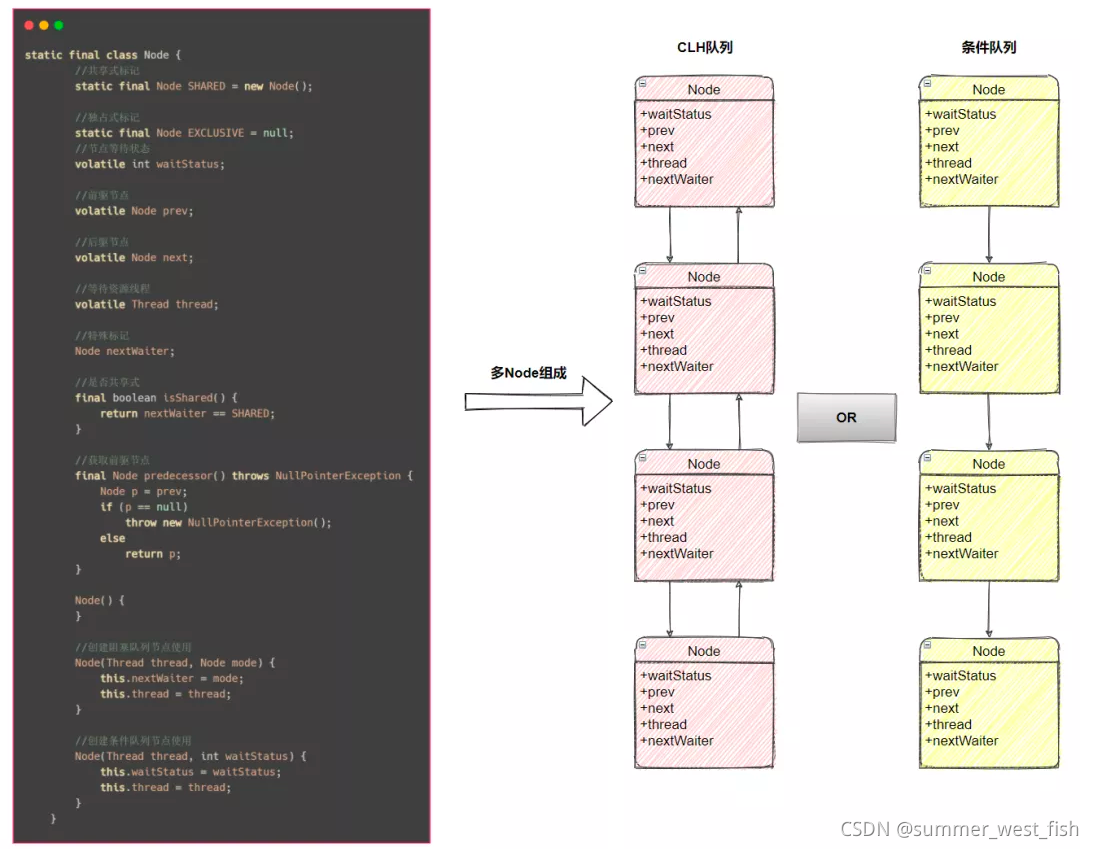 static final class Node {
//共享式标记
static final Node SHARED = new Node();
//独占式标记
static final Node EXCLUSIVE = null;
//节点等待状态
volatile int waitStatus;
//前驱节点
volatile Node prev;
//后驱节点
volatile Node next;
//等待资源线程
volatile Thread thread;
//特殊标记
Node nextWaiter;
//是否共享式
final boolean isShared() {
return nextWaiter == SHARED;
}
//获取前驱节点
final Node predecessor() throws NullPointerException {
Node p = prev;
if (p == null)
throw new NullPointerException();
else
return p;
}
Node() {
}
//创建阻塞队列节点使用
Node(Thread thread, Node mode) {
this.nextWaiter = mode;
this.thread = thread;
}
//创建条件队列节点使用
Node(Thread thread, int waitStatus) {
this.waitStatus = waitStatus;
this.thread = thread;
}
}
多Node组成
CLH队列
Node
+waitStatus
+prev
+next
+thread
+nextWaiter
Node
+waitStatus
+prev
+next
+thread
+nextWaiter
Node
+waitStatus
+prev
+next
+thread
+nextWaiter
Node
+waitStatus
+prev
+next
+thread
+nextWaiter
OR
条件队列
Node
+waitStatus
+prev
+next
+thread
+nextWaiter
Node
+waitStatus
+prev
+next
+thread
+nextWaiter
Node
+waitStatus
+prev
+next
+thread
+nextWaiter
Node
+waitStatus
+prev
+next
+thread
+nextWaiter
CSDN @summer_west_fish